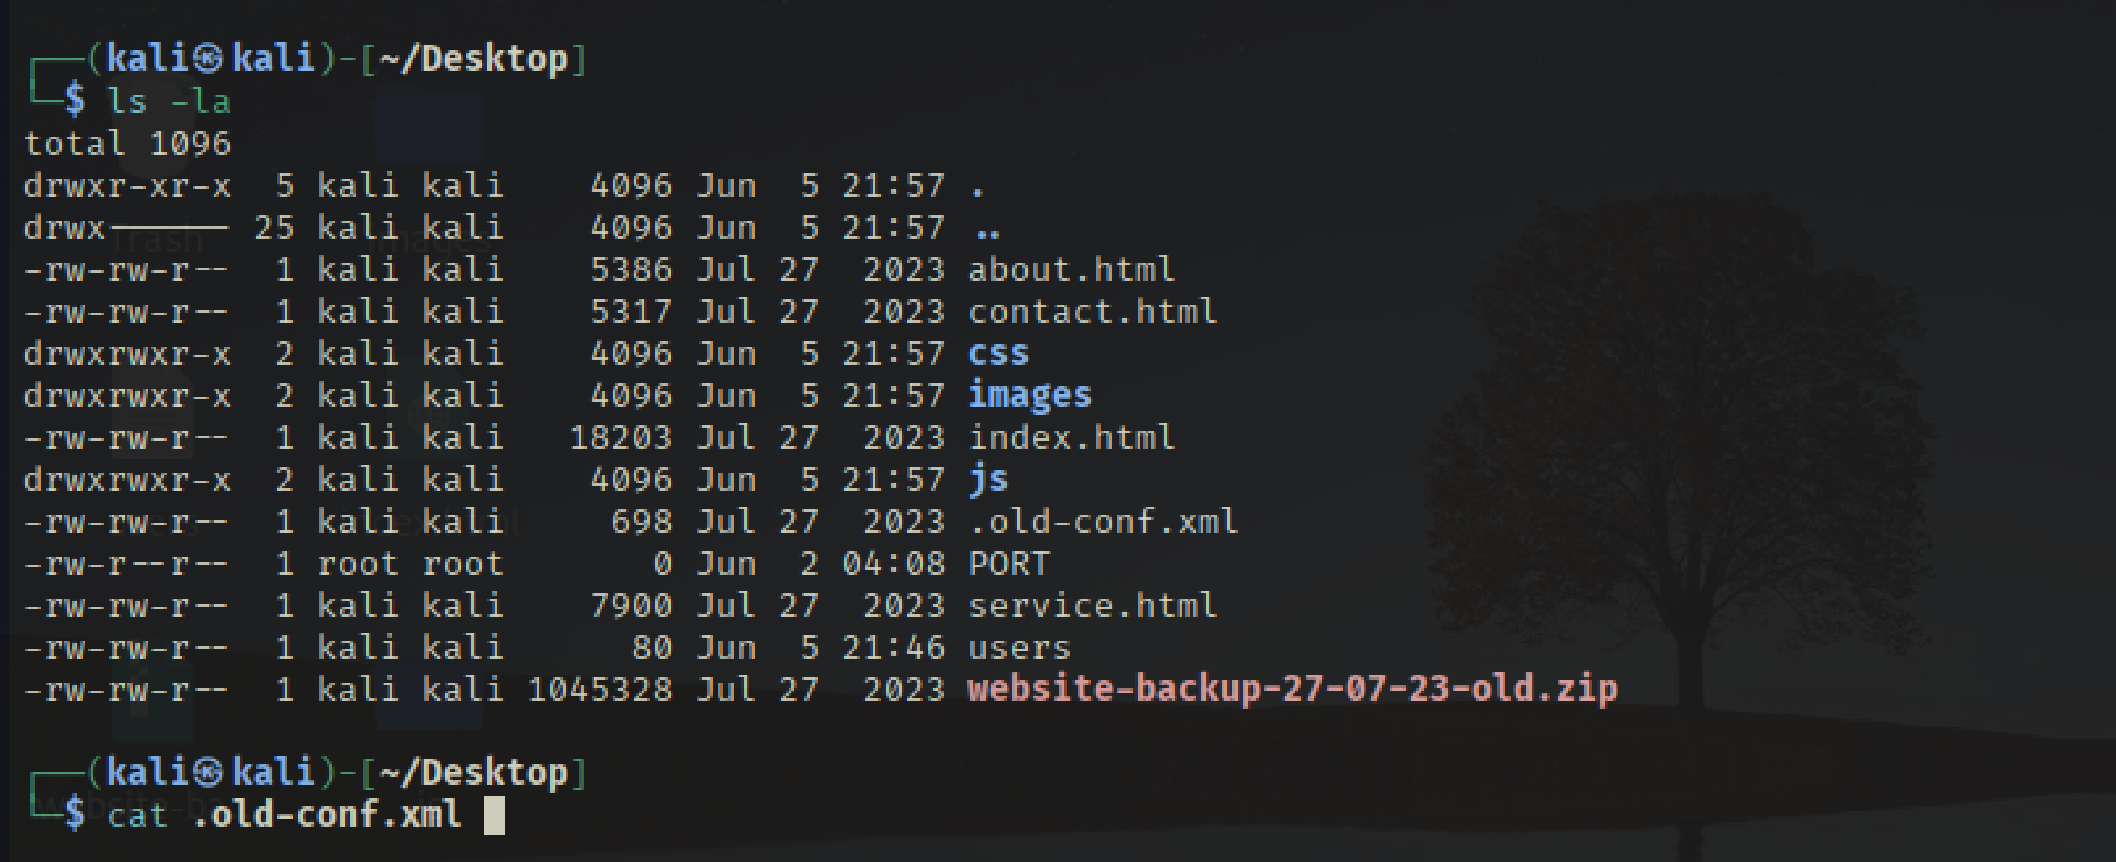 ┌──(kali㉿kali)-[~/Desktop]
└─$ ls -la
total 1096
drwxr-xr-x  5 kali kali    4096 Jun  5 21:57 .
drwx------ 25 kali kali    4096 Jun  5 21:57 ..
-rw-rw-r--  1 kali kali    5386 Jul 27  2023 about.html
-rw-rw-r--  1 kali kali    5317 Jul 27  2023 contact.html
drwxrwxr-x  2 kali kali    4096 Jun  5 21:57 css
drwxrwxr-x  2 kali kali    4096 Jun  5 21:57 images
-rw-rw-r--  1 kali kali   18203 Jul 27  2023 index.html
drwxrwxr-x  2 kali kali    4096 Jun  5 21:57 js
-rw-rw-r--  1 kali kali     698 Jul 27  2023 .old-conf.xml
-rw-r--r--  1 root root       0 Jun  2 04:08 PORT
-rw-rw-r--  1 kali kali    7900 Jul 27  2023 service.html
-rw-rw-r--  1 kali kali      80 Jun  5 21:46 users
-rw-rw-r--  1 kali kali 1045328 Jul 27  2023 website-backup-27-07-23-old.zip
┌──(kali㉿kali)-[~/Desktop]
└─$ cat .old-conf.xml